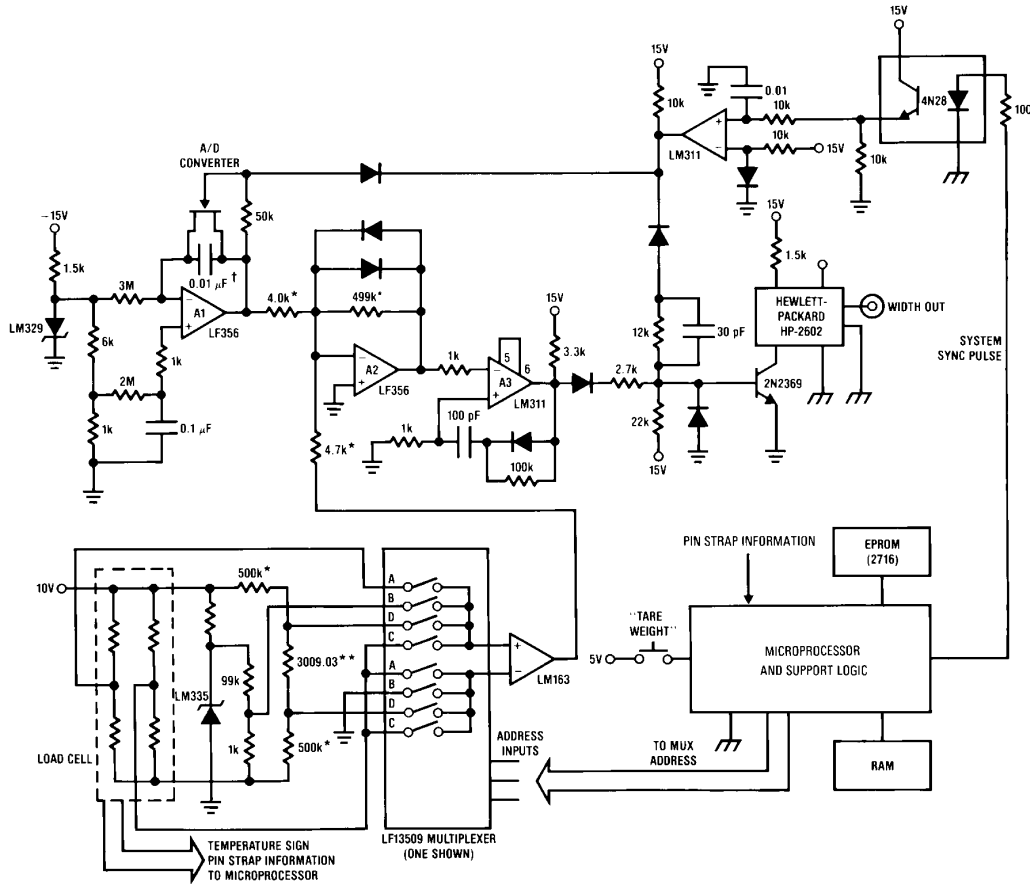 15V
15V
0.01
10k
10k
10k
15V
10k
LM311
+
−
4N28
100
A/D
CONVERTER
−15V
1.5k
50k
3M
0.01 µF †
LM329
6k
A1
−
+
LF356
1k
2M
1k
0.1 µF
4.0k*
499k*
−
+
A2
LF356
1k
5
6
−
+
A3
LM311
15V
3.3k
100 pF
1k
100k
4.7k*
2.7k
12k
30 pF
22k
15V
2N2369
15V
1.5k
HEWLETT-
PACKARD
HP-2602
WIDTH OUT
SYSTEM
SYNC PULSE
10V
500k*
LM335
99k
1k
3009.03**
500k*
LOAD CELL
A
B
D
C
A
B
D
C
+
−
LM163
ADDRESS
INPUTS
LF13509 MULTIPLEXER
(ONE SHOWN)
TEMPERATURE SIGN
PIN STRAP INFORMATION
TO MICROPROCESSOR
PIN STRAP INFORMATION
EPROM
(2716)
"TARE
WEIGHT"
5V
MICROPROCESSOR
AND SUPPORT LOGIC
TO MUX
ADDRESS
RAM